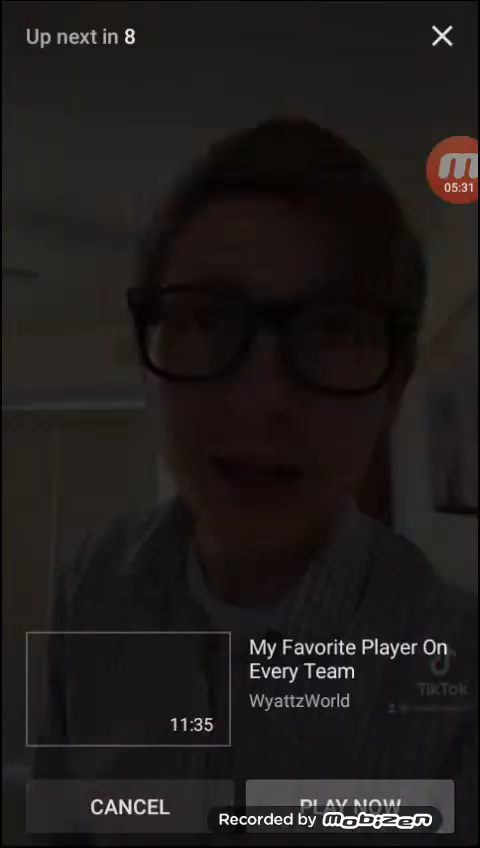 Up next in 8
05:31
My Favorite Player On
Every Team
WyattzWorld
TikTok
11:35
CANCEL
PLAY NOW
Recorded by mobizen